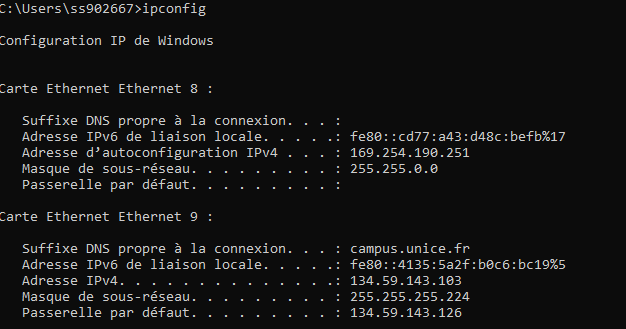 C:\Users\ss902667>ipconfig
Configuration IP de Windows
Carte Ethernet Ethernet 8 :
Suffixe DNS propre à la connexion. . . :
Adresse IPv6 de liaison locale. . . . .: fe80::cd77:a43:d48c:befb%17
Adresse d’autoconfiguration IPv4 . . . : 169.254.190.251
Masque de sous-réseau. . . . . . . . . : 255.255.0.0
Passerelle par défaut. . . . . . . . . :
Carte Ethernet Ethernet 9 :
Suffixe DNS propre à la connexion. . . : campus.unice.fr
Adresse IPv6 de liaison locale. . . . .: fe80::4135:5a2f:b0c6:bc19%5
Adresse IPv4. . . . . . . . . . . . . .: 134.59.143.103
Masque de sous-réseau. . . . . . . . . : 255.255.255.224
Passerelle par défaut. . . . . . . . . : 134.59.143.126